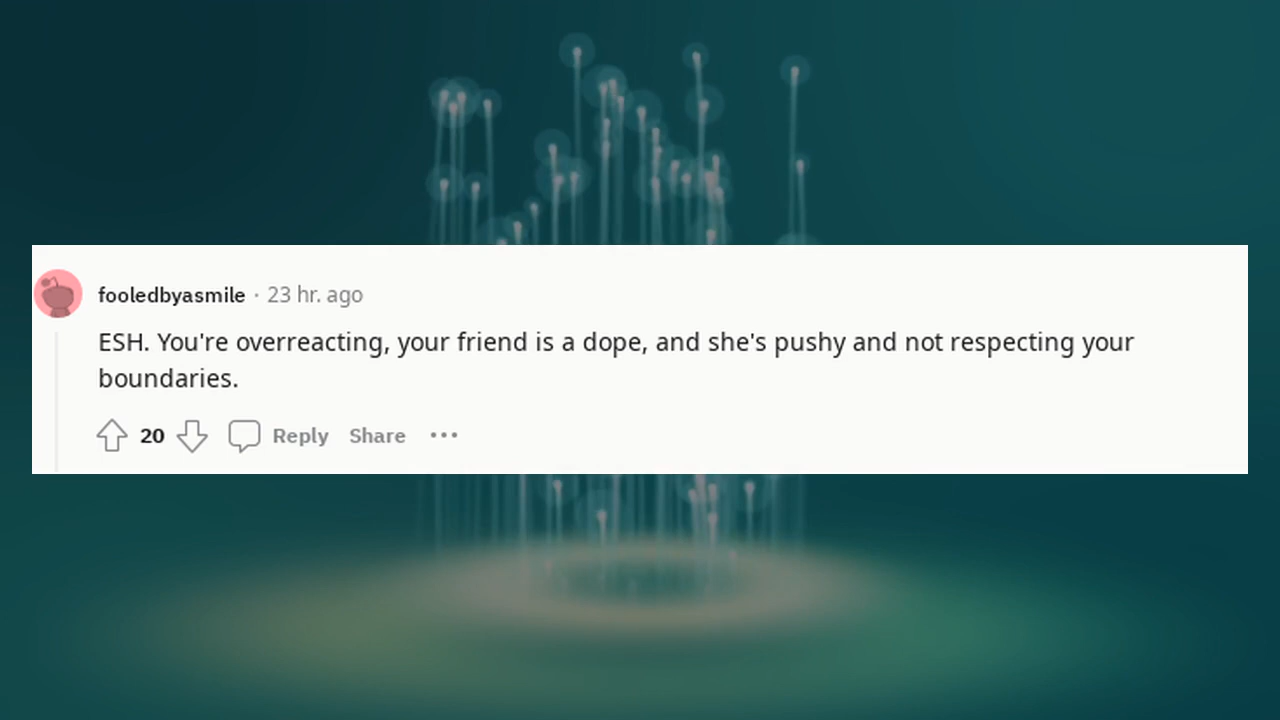 fooledbyasmile · 23 hr. ago
ESH. You're overreacting, your friend is a dope, and she's pushy and not respecting your
boundaries.
20 Reply Share •••